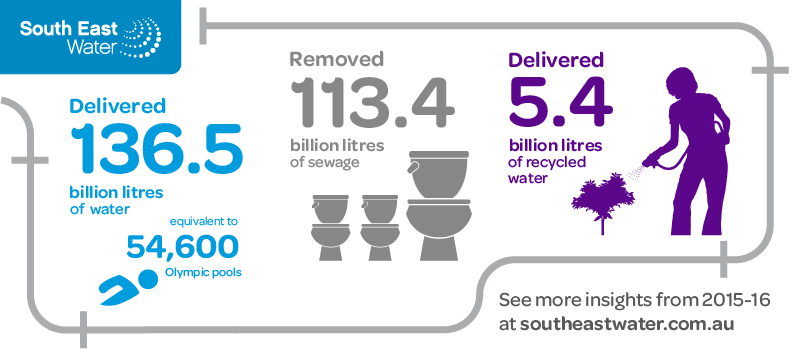 South East
Water
Delivered
136.5
billion litres
of water
equivalent to
54,600
Olympic pools
Removed
113.4
billion litres
of sewage
Delivered
5.4
billion litres
of recycled
water
See more insights from 2015-16
at southeastwater.com.au